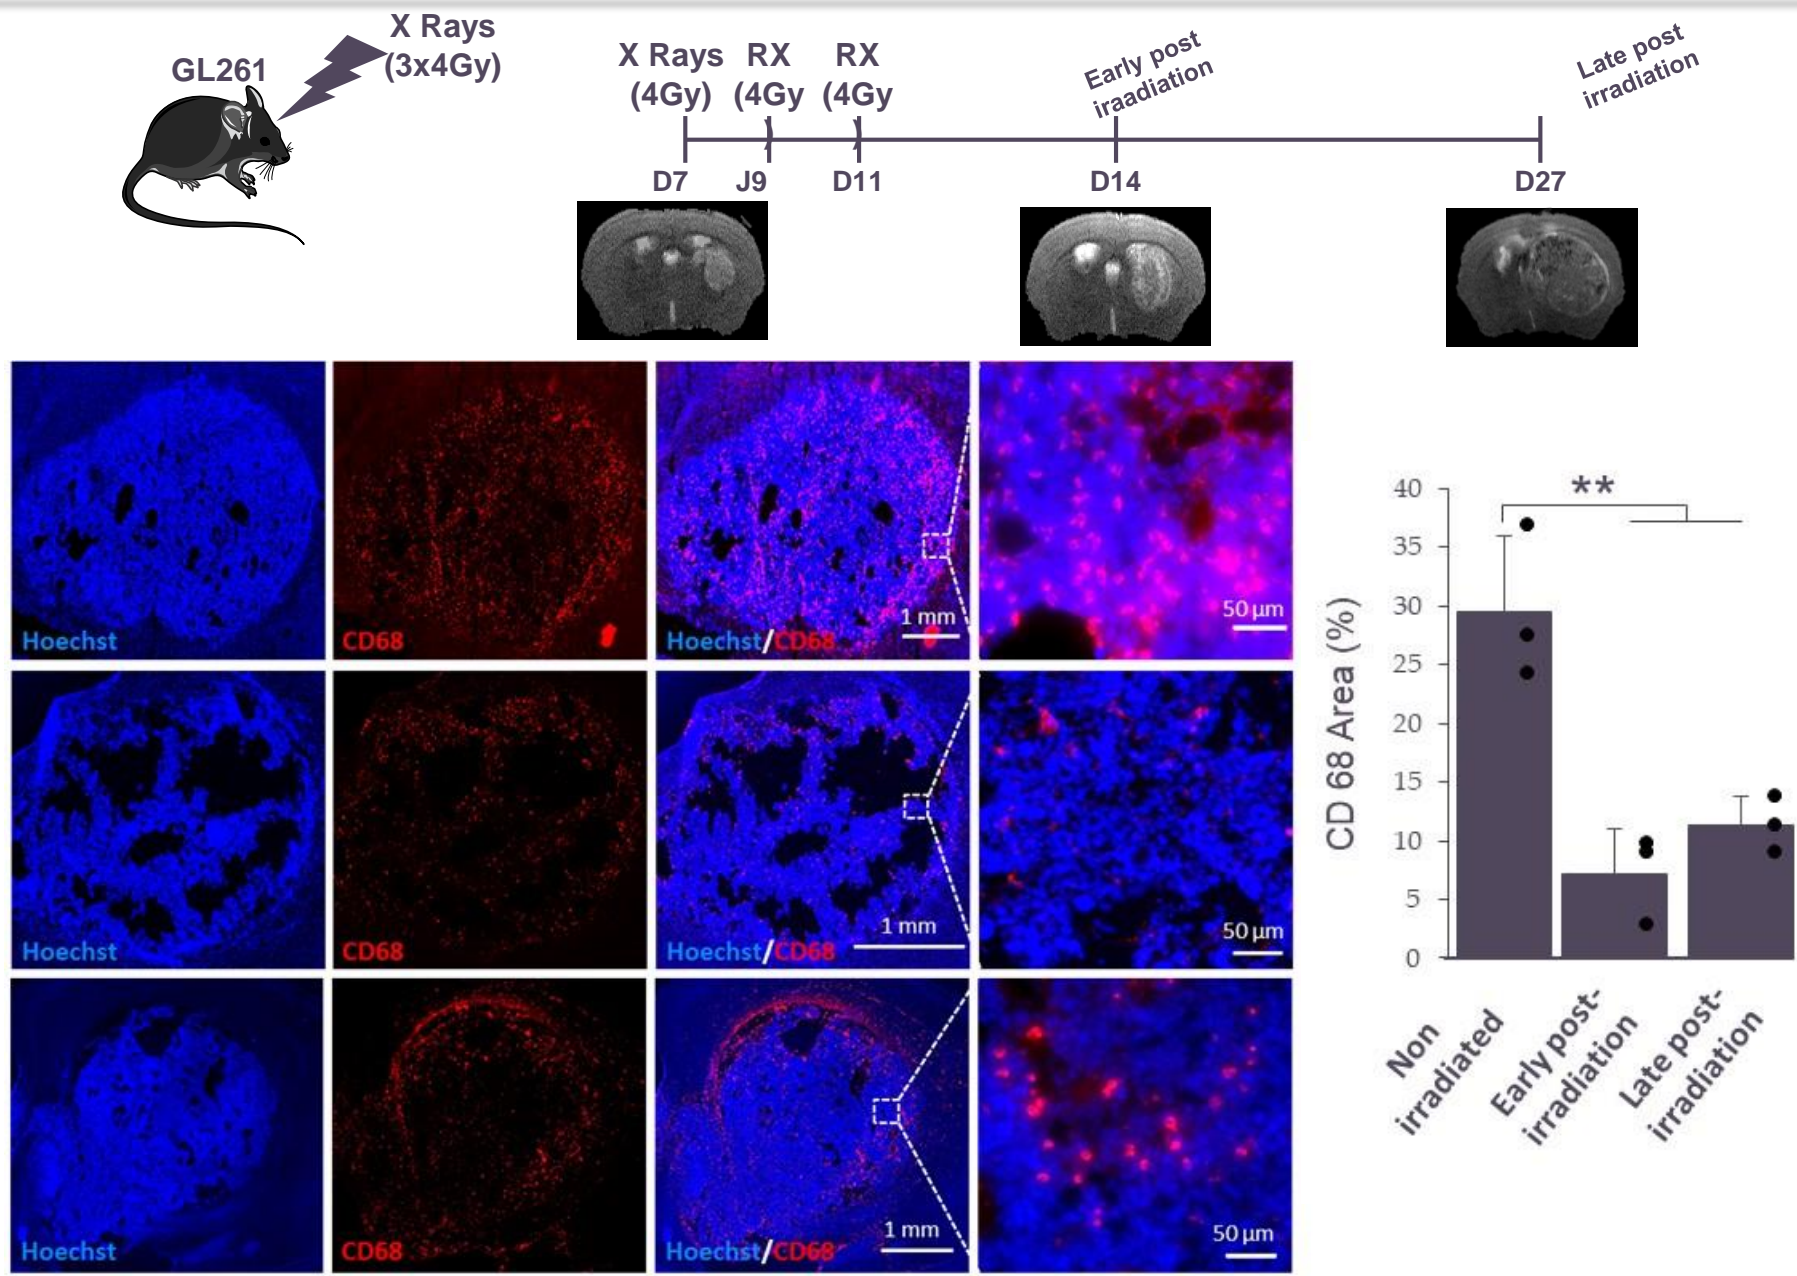 X Rays
(3x4Gy)
GL261
X Rays
(4Gy)
RX
(4Gy
)
RX
(4Gy
)
Early post
iraadiation
Late post
irradiation
D7
J9
D11
D14
D27
Hoechst
CD68
Hoechst/CD68
1 mm
50 µm
Hoechst
CD68
Hoechst/CD68
1 mm
50 µm
Hoechst
CD68
Hoechst/CD68
1 mm
50 µm
**
CD 68 Area (%)
40
35
30
25
20
15
10
5
0
Non
irradiated
Early post-
irradiation
Late post-
irradiation